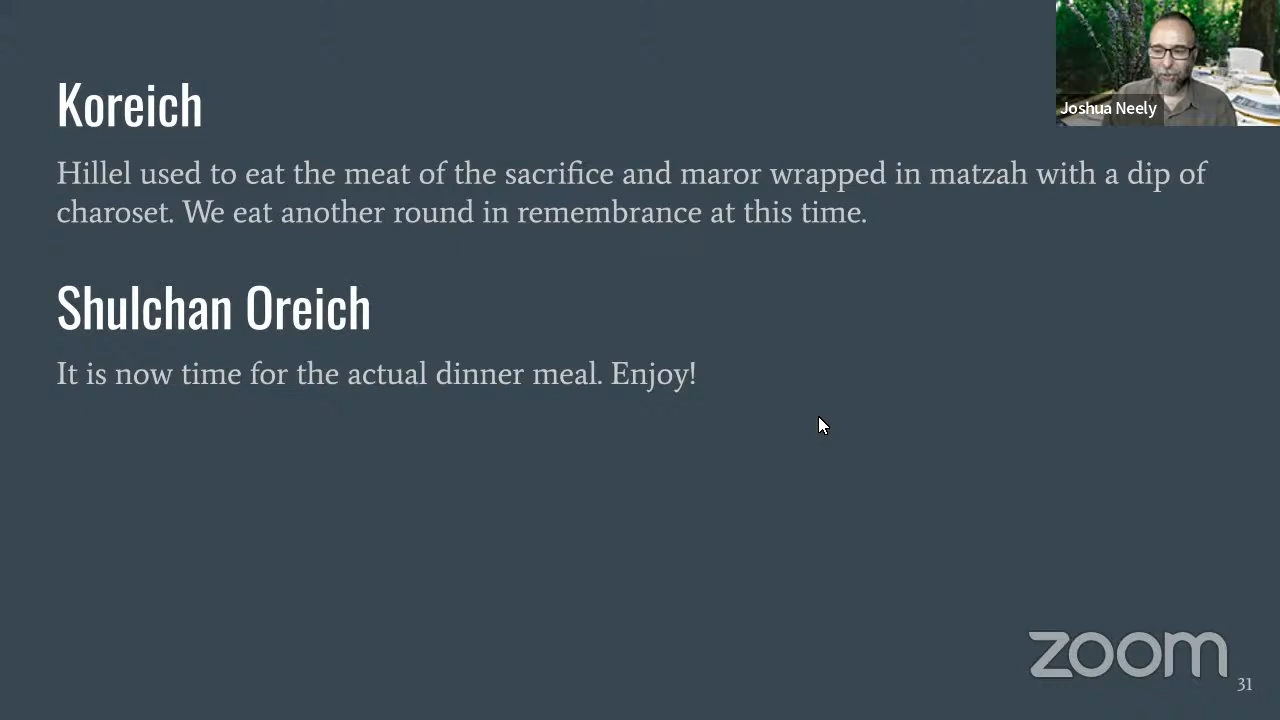 Koreich
Hillel used to eat the meat of the sacrifice and maror wrapped in matzah with a dip of
charoset. We eat another round in remembrance at this time.
Shulchan Oreich
It is now time for the actual dinner meal. Enjoy!
Joshua Neely
zoom
31